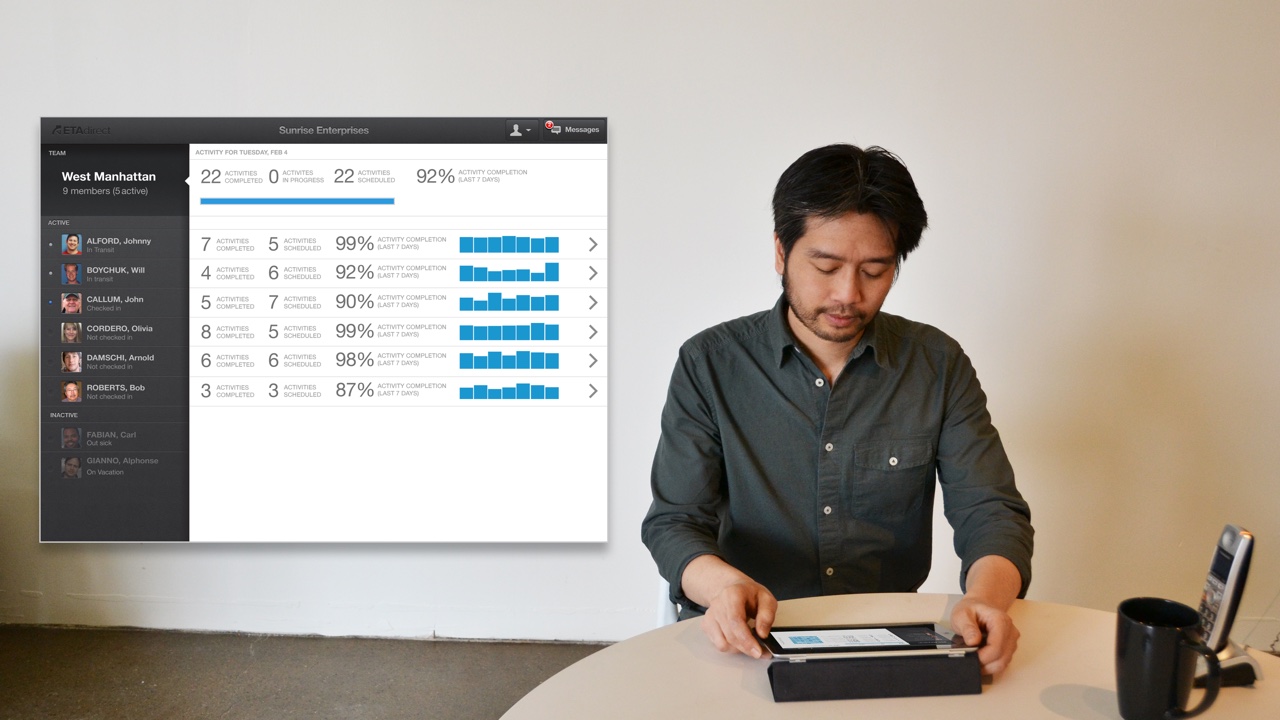 ETAdirect
Sunrise Enterprises
Messages
TEAM
West Manhattan
9 members (5 active)
ACTIVITY FOR TUESDAY, FEB 4
22 ACTIVITIES COMPLETED
0 ACTIVITES IN PROGRESS
22 ACTIVITIES SCHEDULED
92% ACTIVITY COMPLETION (LAST 7 DAYS)
ACTIVE
ALFORD, Johnny
In Transit
7 ACTIVITIES COMPLETED
5 ACTIVITIES SCHEDULED
99% ACTIVITY COMPLETION (LAST 7 DAYS)
BOYCHUK, Will
In transit
4 ACTIVITIES COMPLETED
6 ACTIVITIES SCHEDULED
92% ACTIVITY COMPLETION (LAST 7 DAYS)
CALLUM, John
Checked in
5 ACTIVITIES COMPLETED
7 ACTIVITIES SCHEDULED
90% ACTIVITY COMPLETION (LAST 7 DAYS)
CORDERO, Olivia
Not checked in
8 ACTIVITIES COMPLETED
5 ACTIVITIES SCHEDULED
99% ACTIVITY COMPLETION (LAST 7 DAYS)
DAMSCHI, Arnold
Not checked in
6 ACTIVITIES COMPLETED
6 ACTIVITIES SCHEDULED
98% ACTIVITY COMPLETION (LAST 7 DAYS)
ROBERTS, Bob
Not checked in
3 ACTIVITIES COMPLETED
3 ACTIVITIES SCHEDULED
87% ACTIVITY COMPLETION (LAST 7 DAYS)
INACTIVE
FABIAN, Carl
Out sick
GIANNO, Alphonse
On Vacation